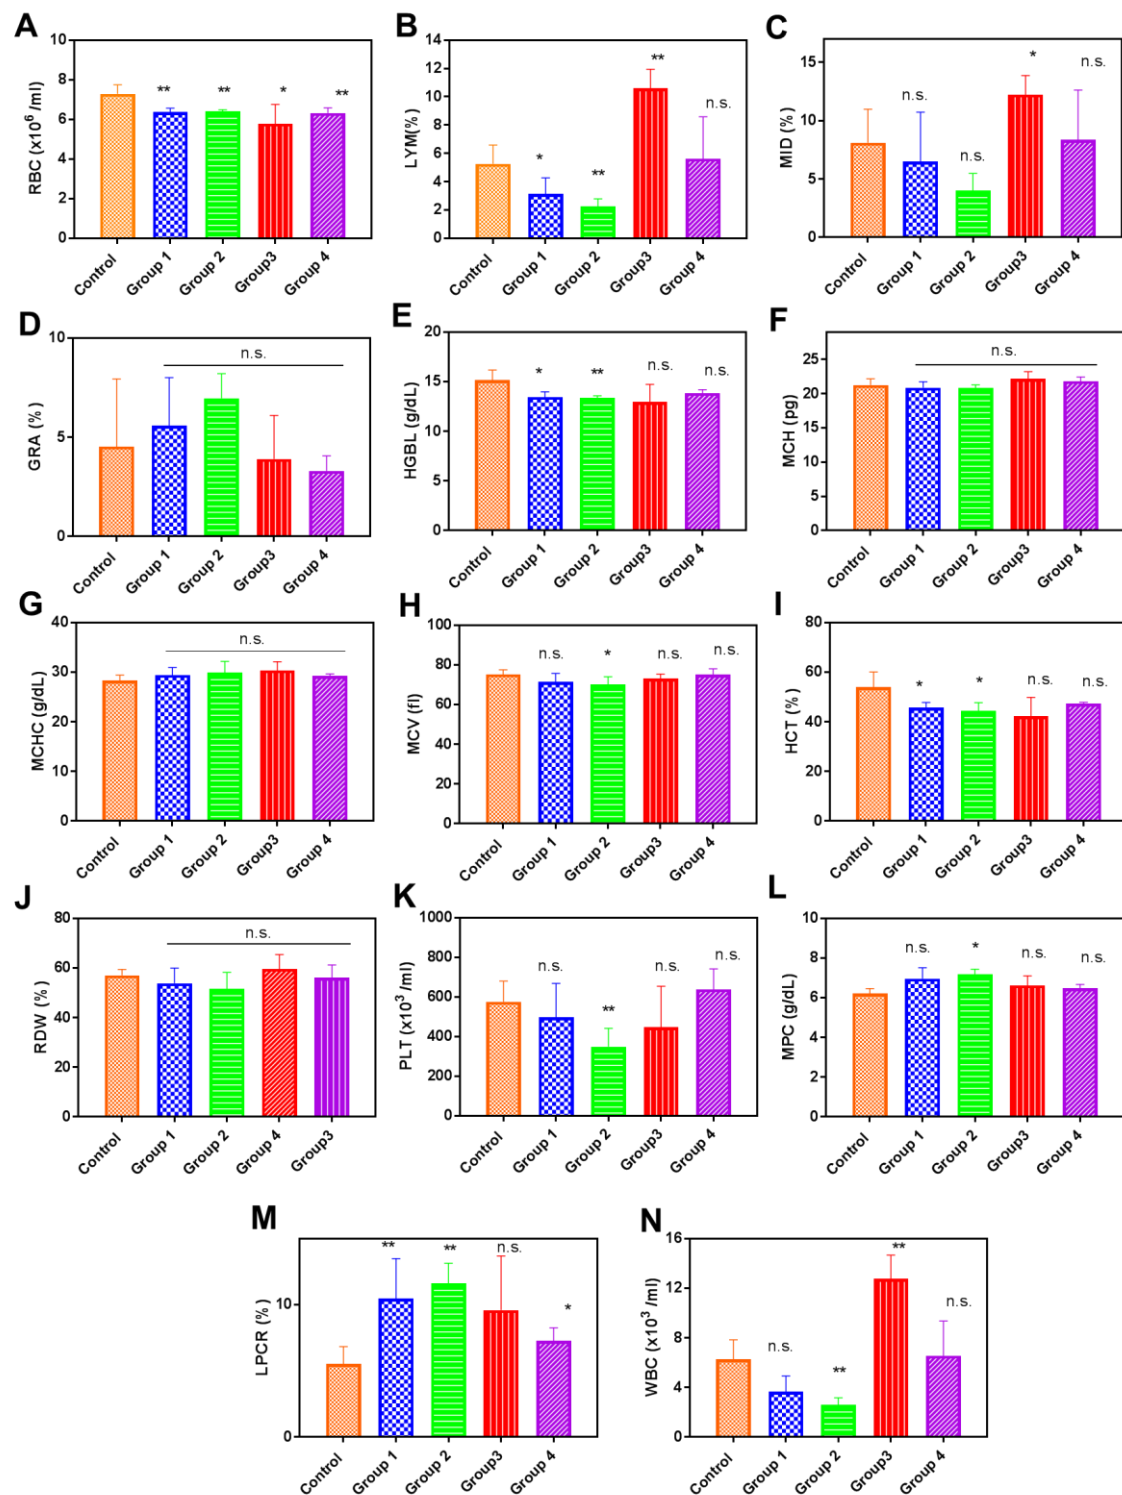 A
RBC (x10⁶ /ml)
10
8
6
4
2
0
** ** * **
Control Group 1 Group 2 Group3 Group 4
B
LYM(%)
14
12
10
8
6
4
2
0
* ** ** n.s.
Control Group 1 Group 2 Group3 Group 4
C
MID (%)
15
10
5
0
n.s. n.s. * n.s.
Control Group 1 Group 2 Group3 Group 4
D
GRA (%)
10
5
0
n.s.
Control Group 1 Group 2 Group3 Group 4
E
HGBL (g/dL)
20
15
10
5
0
* ** n.s. n.s.
Control Group 1 Group 2 Group3 Group 4
F
MCH (pg)
25
20
15
10
5
0
n.s.
Control Group 1 Group 2 Group3 Group 4
G
MCHC (g/dL)
40
30
20
10
0
n.s.
Control Group 1 Group 2 Group3 Group 4
H
MCV (fl)
100
80
60
40
20
0
n.s. * n.s. n.s.
Control Group 1 Group 2 Group3 Group 4
I
HCT (%)
80
60
40
20
0
* * n.s. n.s.
Control Group 1 Group 2 Group3 Group 4
J
RDW (%)
80
60
40
20
0
n.s.
Control Group 1 Group 2 Group 4 Group3
K
PLT (x10³ /ml)
1000
800
600
400
200
0
n.s. ** n.s. n.s.
Control Group 1 Group 2 Group3 Group 4
L
MPC (g/dL)
10
8
6
4
2
0
n.s. * n.s. n.s.
Control Group 1 Group 2 Group3 Group 4
M
LPCR (%)
10
0
** ** n.s. *
Control Group 1 Group 2 Group3 Group 4
N
WBC (x10³ /ml)
16
12
8
4
0
n.s. ** ** n.s.
Control Group 1 Group 2 Group3 Group 4